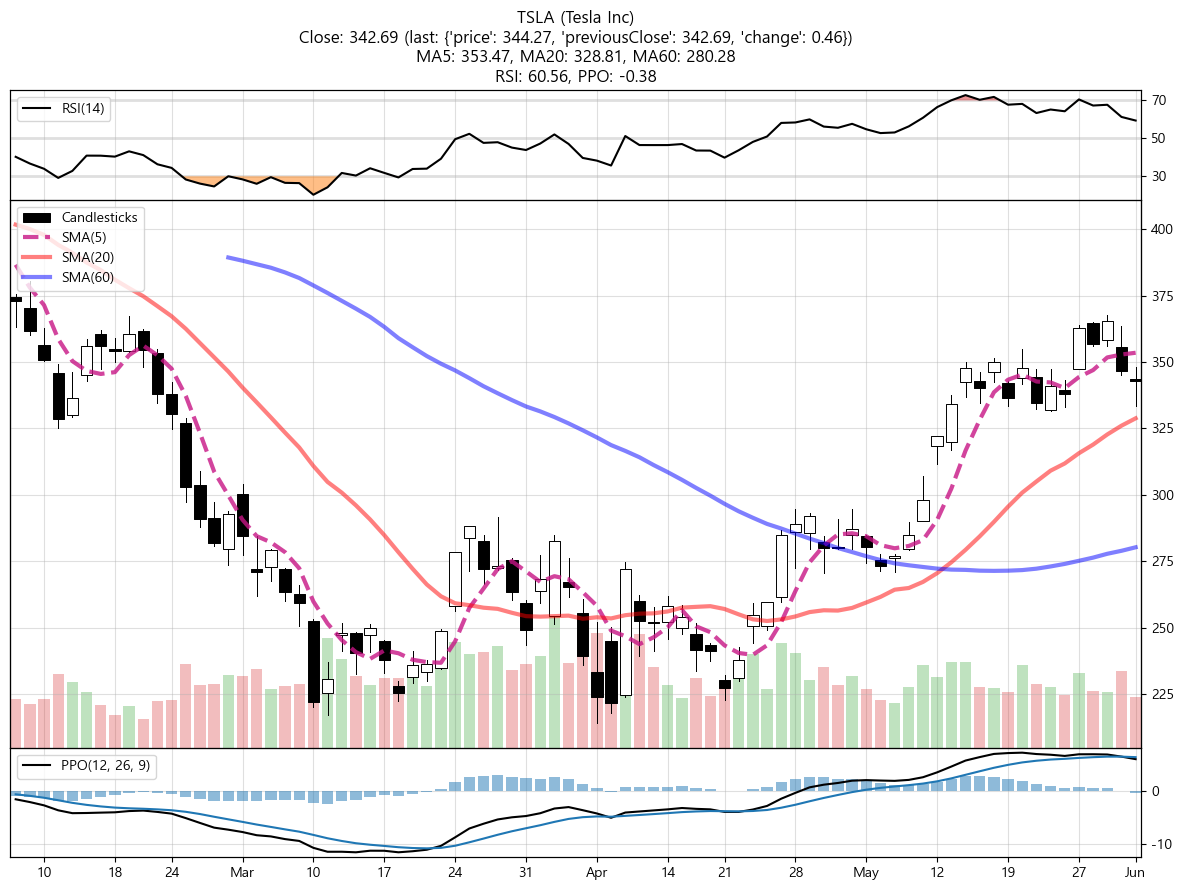 TSLA (Tesla Inc)
Close: 342.69 (last: {'price': 344.27, 'previousClose': 342.69, 'change': 0.46})
MA5: 353.47, MA20: 328.81, MA60: 280.28
RSI: 60.56, PPO: -0.38
RSI(14)
70
50
30
Candlesticks
SMA(5)
SMA(20)
SMA(60)
400
375
350
325
300
275
250
225
PPO(12, 26, 9)
0
-10
10 18 24 Mar 10 17 24 31 Apr 14 21 28 May 12 19 27 Jun